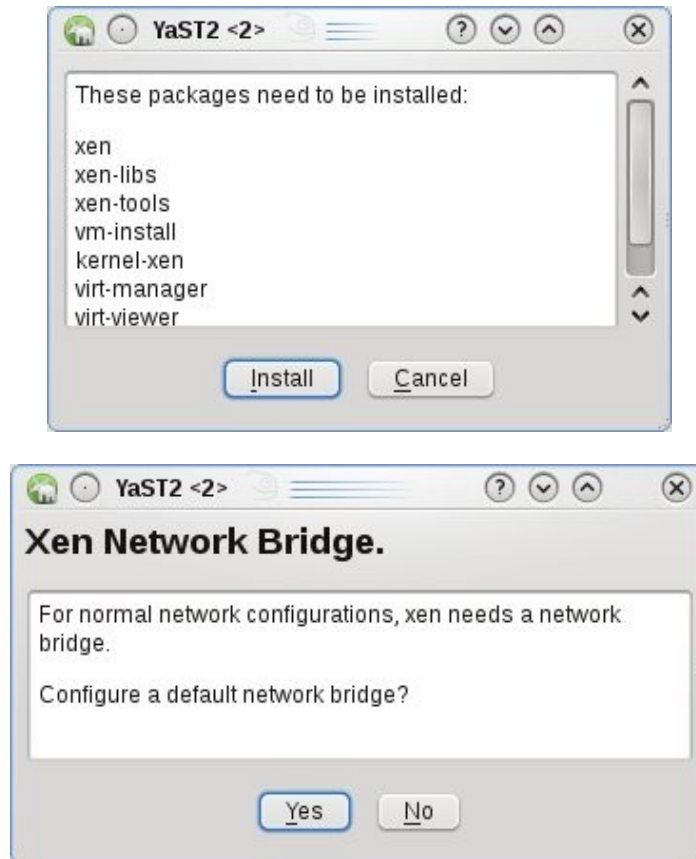 YaST2 <2>
These packages need to be installed:
xen
xen-libs
xen-tools
vm-install
kernel-xen
virt-manager
virt-viewer
Install Cancel
YaST2 <2>
Xen Network Bridge.
For normal network configurations, xen needs a network
bridge.
Configure a default network bridge?
Yes No